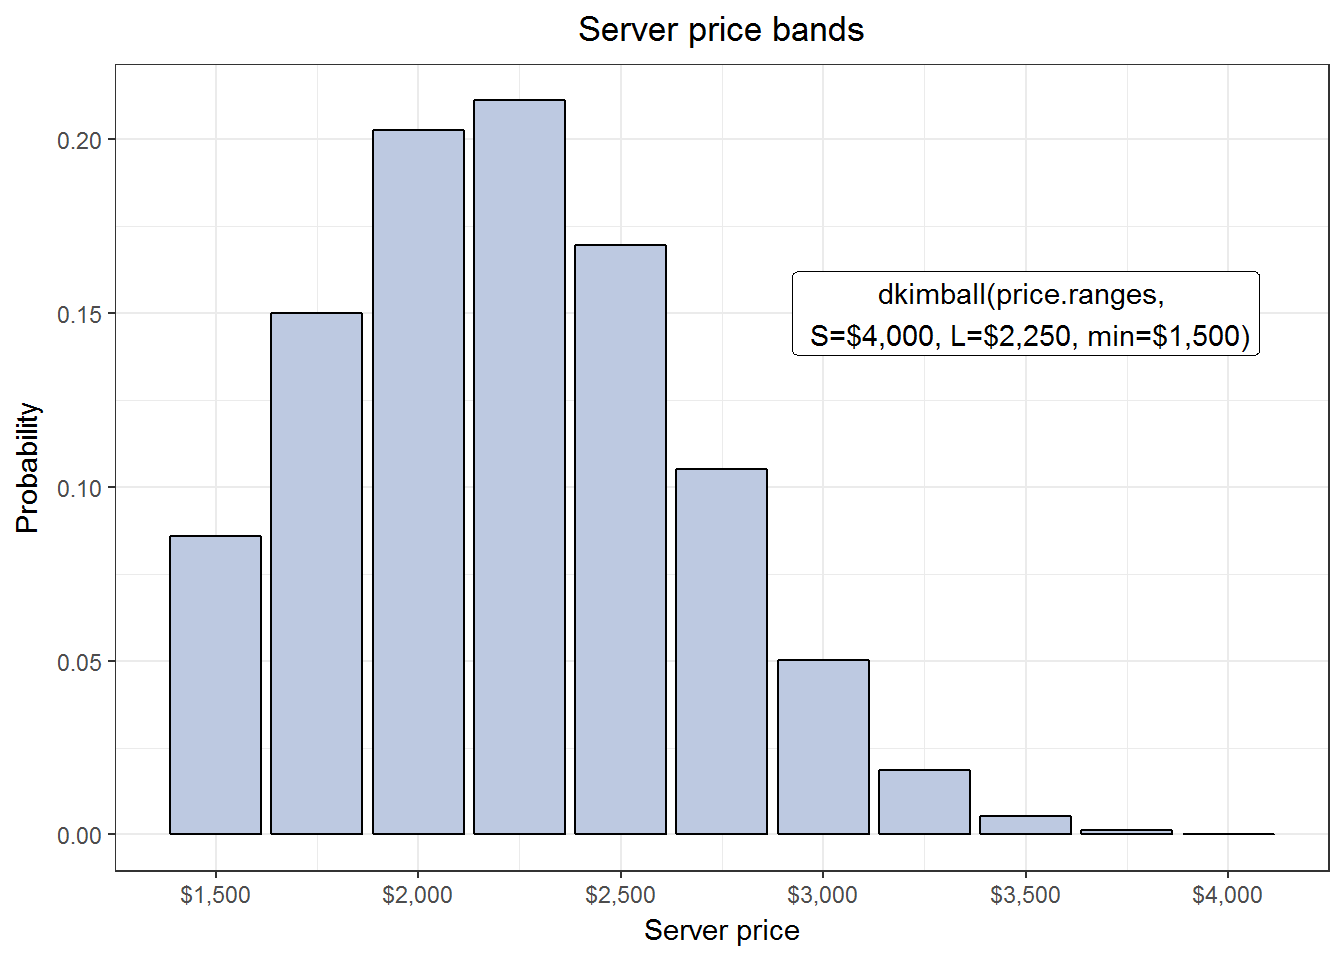 Server price bands
Probability
0.20
0.15
0.10
0.05
0.00
dkimball(price.ranges,
S=$4,000, L=$2,250, min=$1,500)
$1,500 $2,000 $2,500 $3,000 $3,500 $4,000
Server price